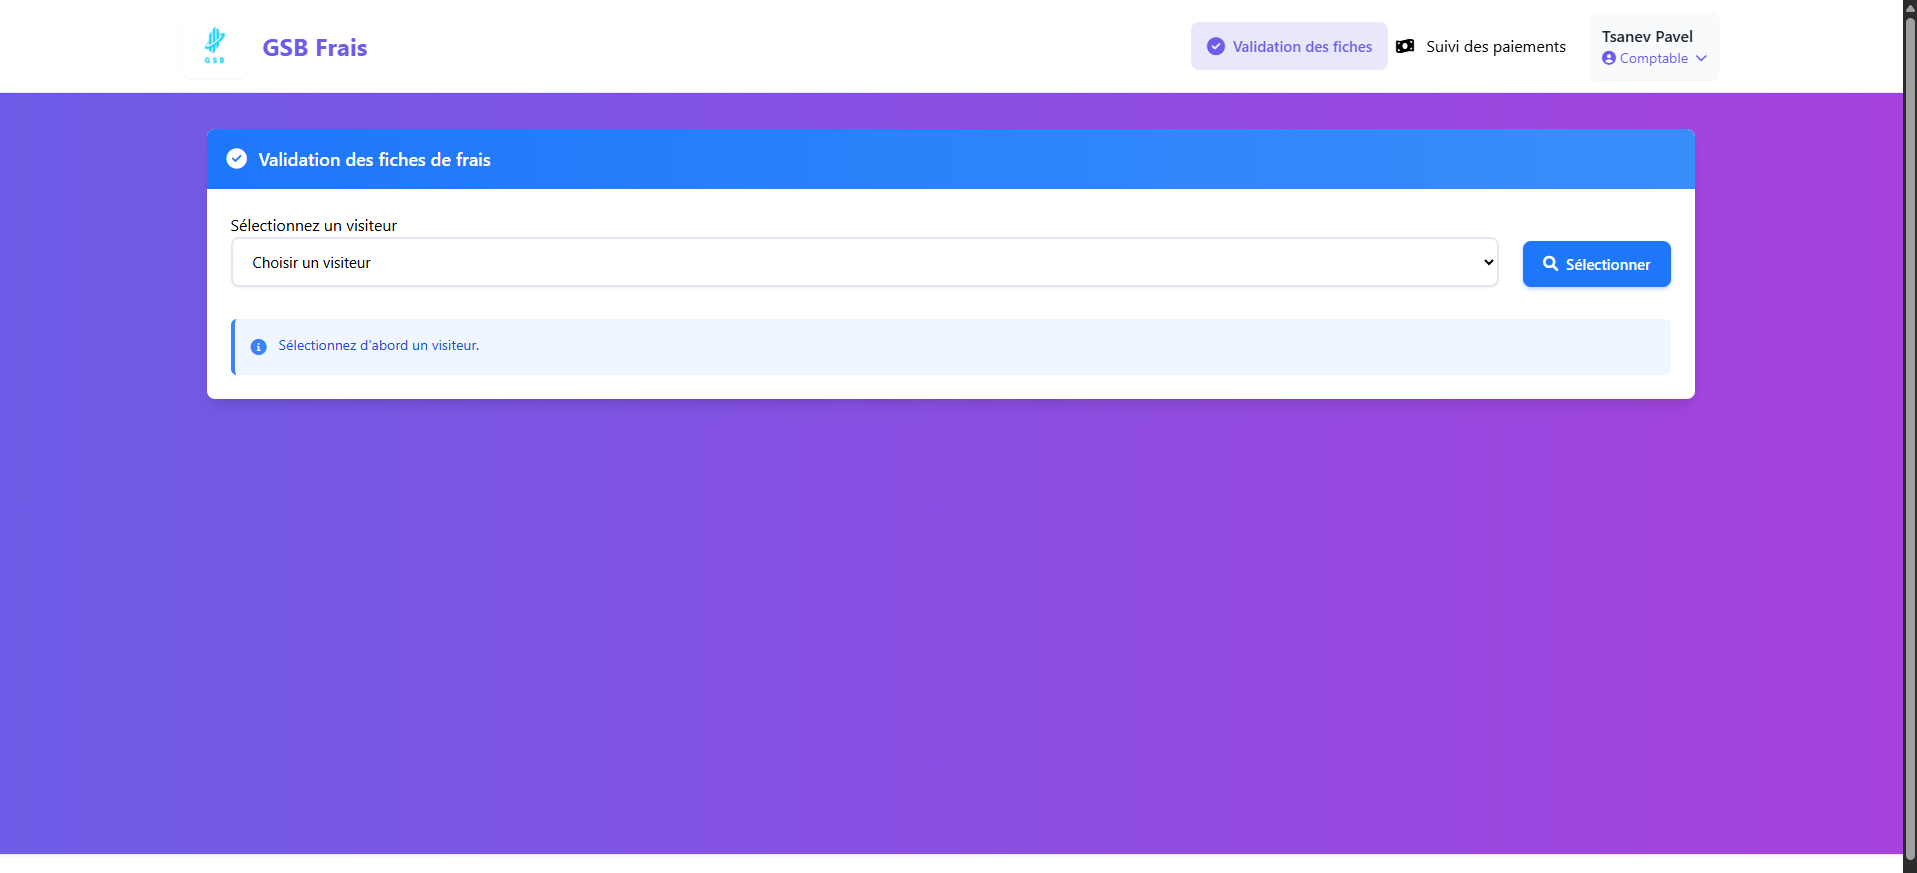 GSB
GSB Frais
Validation des fiches
Suivi des paiements
Tsanev Pavel
Comptable
Validation des fiches de frais
Sélectionnez un visiteur
Choisir un visiteur
Sélectionner
Sélectionnez d'abord un visiteur.